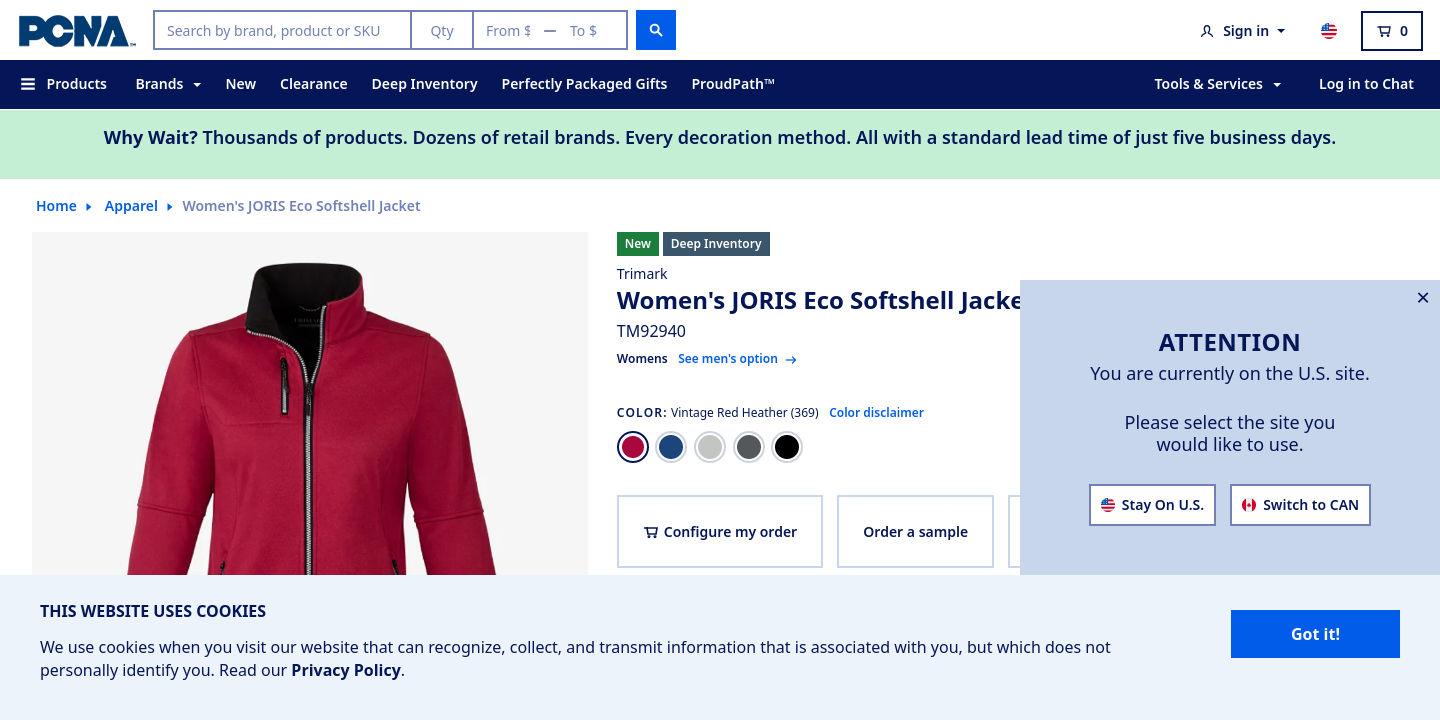 PCNA
Search by brand, product or SKU
Qty
From $ — To $
Sign in
0
Products
Brands
New
Clearance
Deep Inventory
Perfectly Packaged Gifts
ProudPath™
Tools & Services
Log in to Chat
Why Wait? Thousands of products. Dozens of retail brands. Every decoration method. All with a standard lead time of just five business days.
Home
Apparel
Women's JORIS Eco Softshell Jacket
New
Deep Inventory
Trimark
Women's JORIS Eco Softshell Jacke
TM92940
Womens See men's option
COLOR: Vintage Red Heather (369) Color disclaimer
Configure my order
Order a sample
ATTENTION
You are currently on the U.S. site.
Please select the site you
would like to use.
Stay On U.S.
Switch to CAN
THIS WEBSITE USES COOKIES
We use cookies when you visit our website that can recognize, collect, and transmit information that is associated with you, but which does not
personally identify you. Read our Privacy Policy.
Got it!